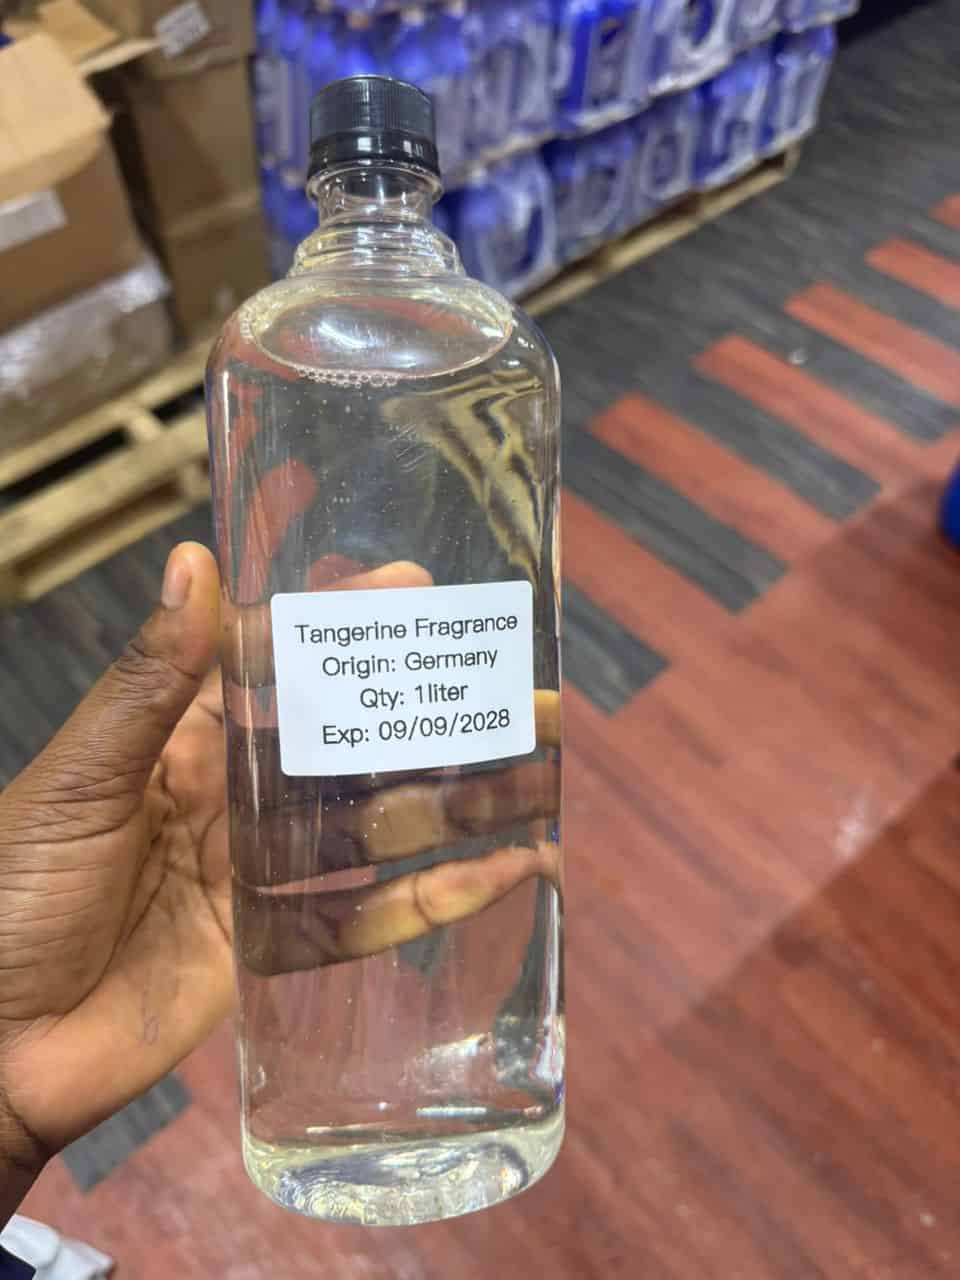 Tangerine Fragrance
Origin: Germany
Qty: 1liter
Exp: 09/09/2028